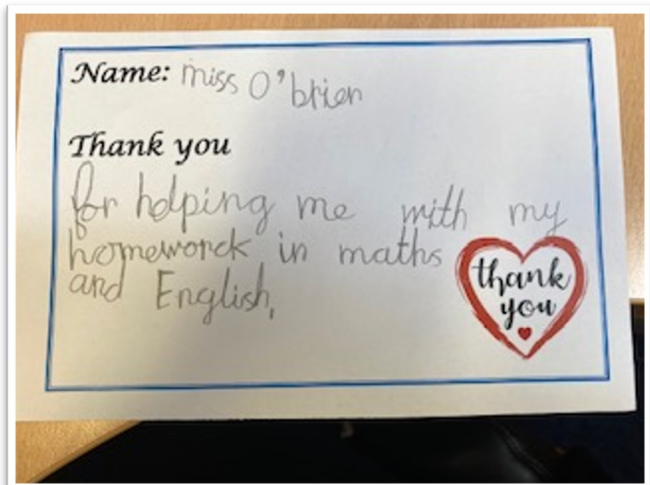 Name: miss O'brien
Thank you
for helping me with my
homeworck in maths
and English,
thank
you